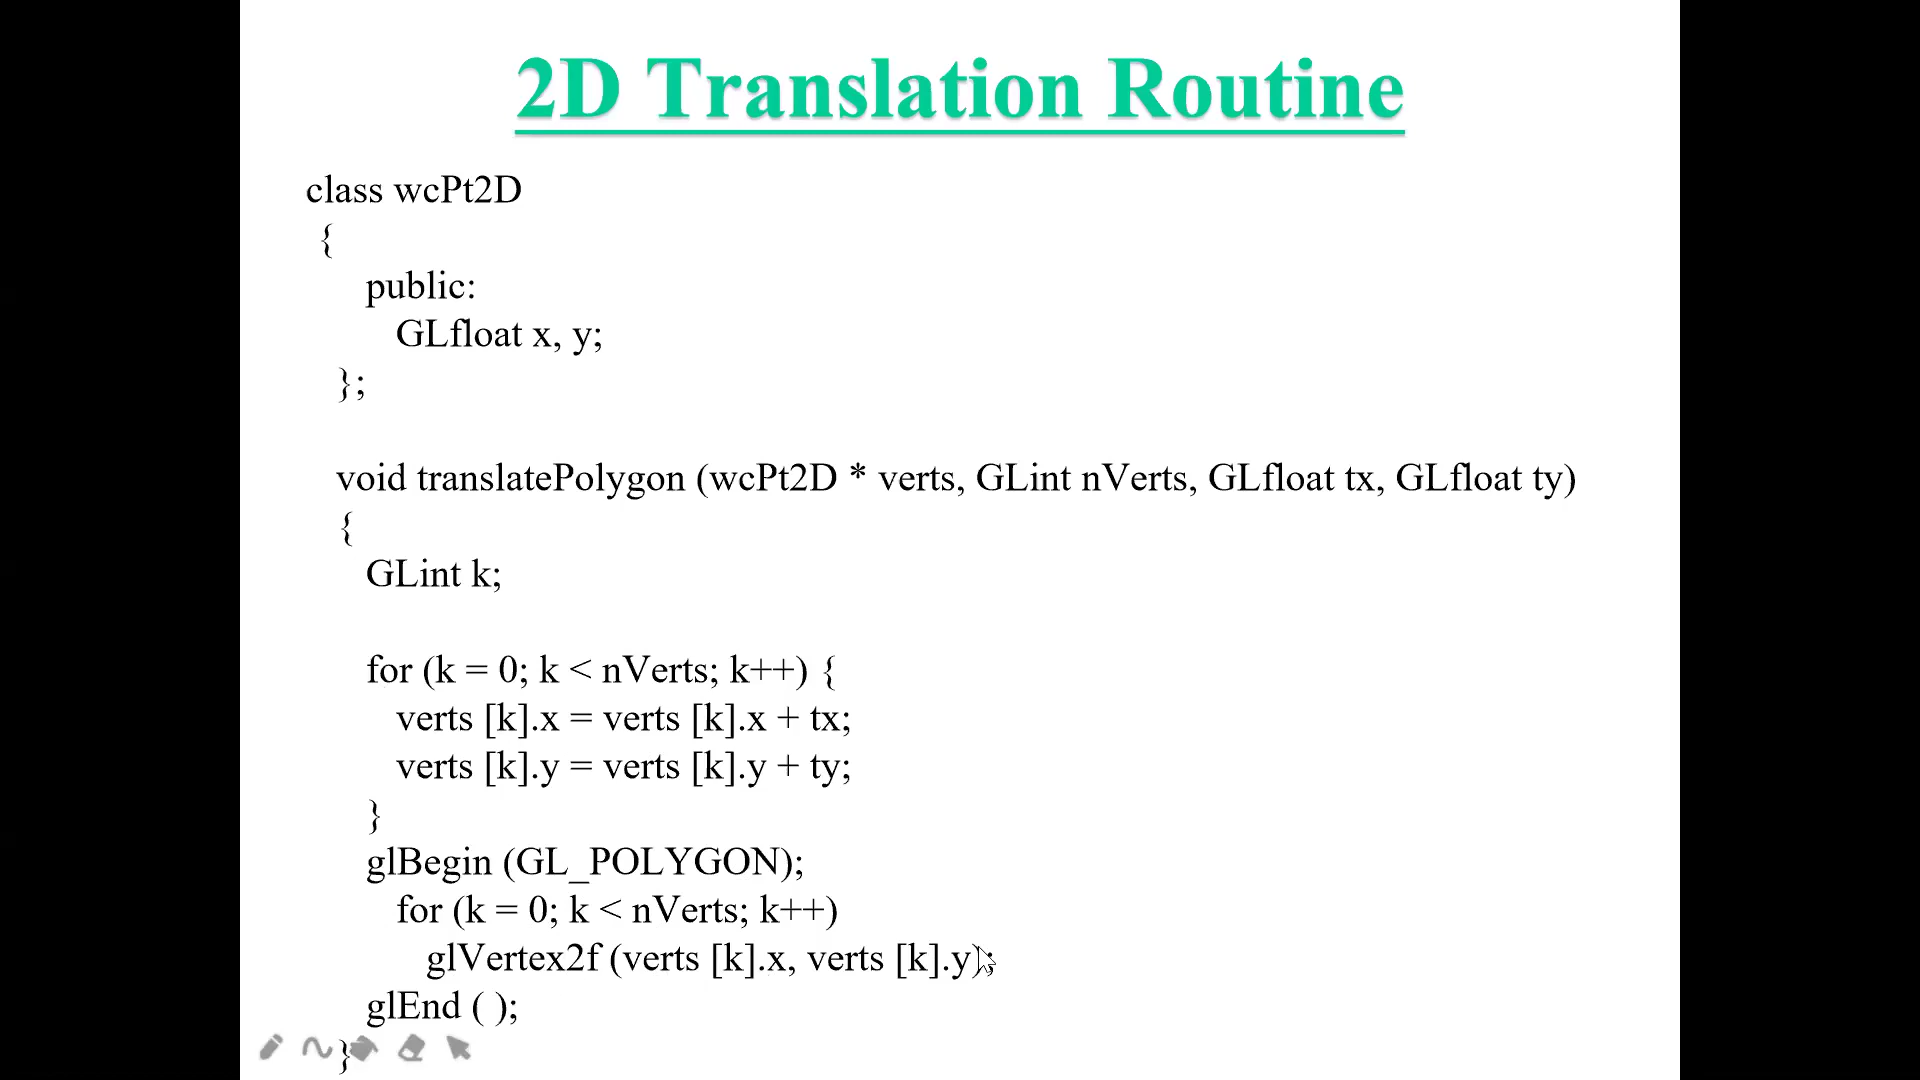 2D Translation Routine
class wcPt2D
{
public:
GLfloat x, y;
};
void translatePolygon (wcPt2D * verts, GLint nVerts, GLfloat tx, GLfloat ty)
{
GLint k;
for (k = 0; k < nVerts; k++) {
verts [k].x = verts [k].x + tx;
verts [k].y = verts [k].y + ty;
}
glBegin (GL_POLYGON);
for (k = 0; k < nVerts; k++)
glVertex2f (verts [k].x, verts [k].y);
glEnd ( );
}